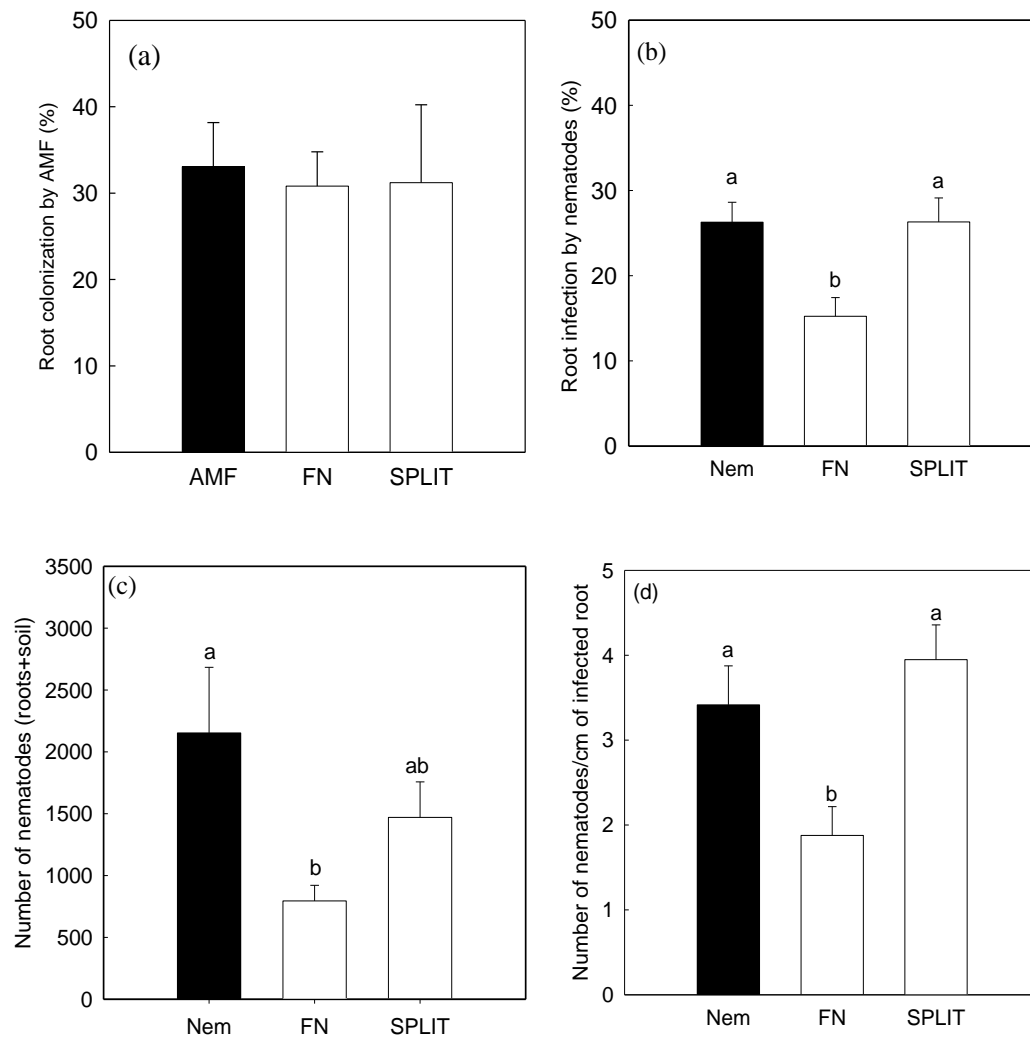 50
40
30
20
10
0
Root colonization by AMF (%)
(a)
AMF FN SPLIT
50
40
30
20
10
0
Root infection by nematodes (%)
(b)
a
b
a
Nem FN SPLIT
3500
3000
2500
2000
1500
1000
500
0
Number of nematodes (roots+soil)
(c)
a
b
ab
Nem FN SPLIT
5
4
3
2
1
0
Number of nematodes/cm of infected root
(d)
a
b
a
Nem FN SPLIT